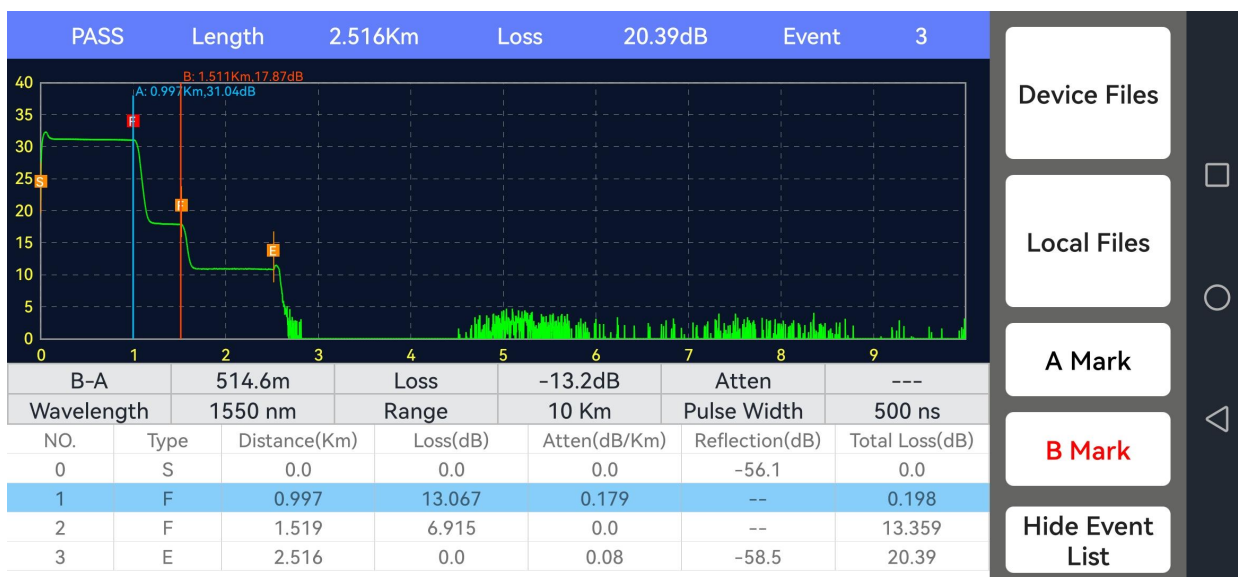 PASS Length 2.516Km Loss 20.39dB Event 3
B: 1.511Km,17.87dB
A: 0.997Km,31.04dB
40
35
30
25
20
15
10
5
0
F
S
F
E
0 1 2 3 4 5 6 7 8 9
B-A 514.6m Loss -13.2dB Atten ---
Wavelength 1550 nm Range 10 Km Pulse Width 500 ns
NO. Type Distance(Km) Loss(dB) Atten(dB/Km) Reflection(dB) Total Loss(dB)
0 S 0.0 0.0 0.0 -56.1 0.0
1 F 0.997 13.067 0.179 -- 0.198
2 F 1.519 6.915 0.0 -- 13.359
3 E 2.516 0.0 0.08 -58.5 20.39
Device Files
Local Files
A Mark
B Mark
Hide Event
List